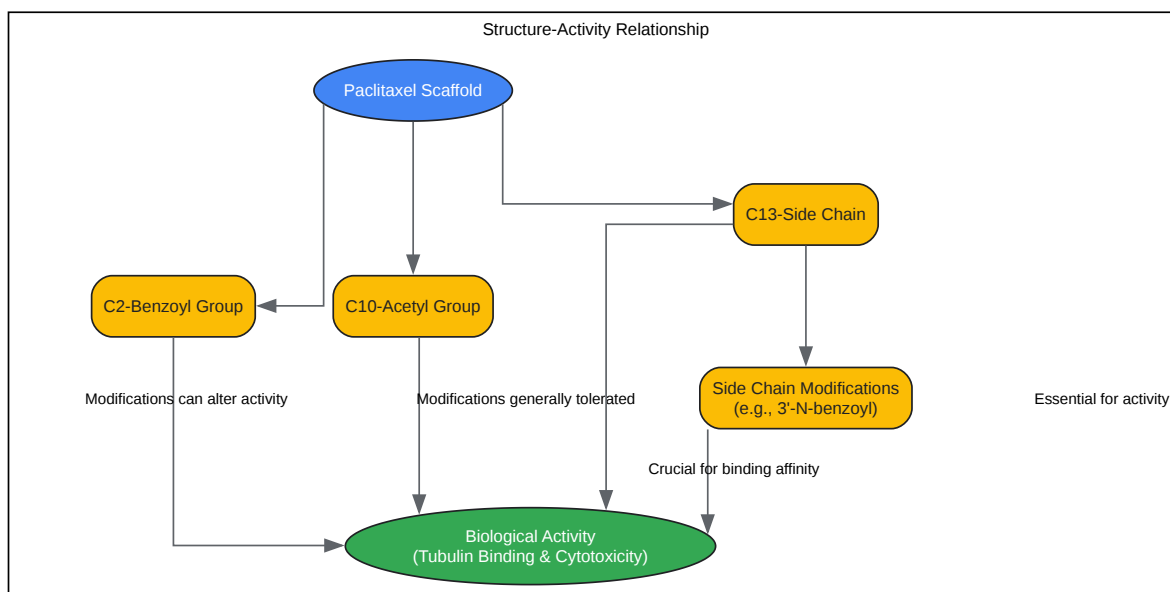 Structure-Activity Relationship
Paclitaxel Scaffold
C13-Side Chain
C2-Benzoyl Group
C10-Acetyl Group
Side Chain Modifications
(e.g., 3'-N-benzoyl)
Modifications can alter activity
Modifications generally tolerated
Essential for activity
Crucial for binding affinity
Biological Activity
(Tubulin Binding & Cytotoxicity)